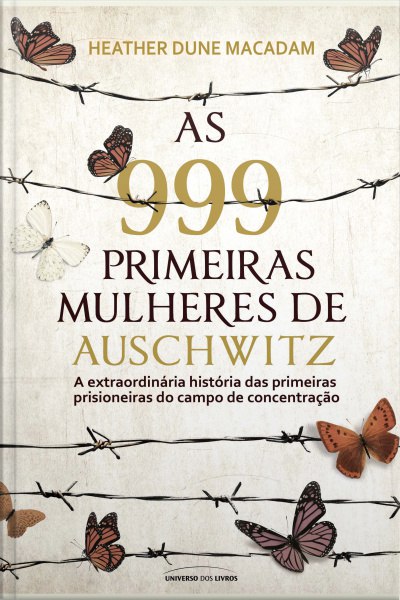 HEATHER DUNE MACADAM
AS
999
PRIMEIRAS
MULHERES DE
AUSCHWITZ
A extraordinária história das primeiras
prisioneiras do campo de concentração
UNIVERSO DOS LIVROS